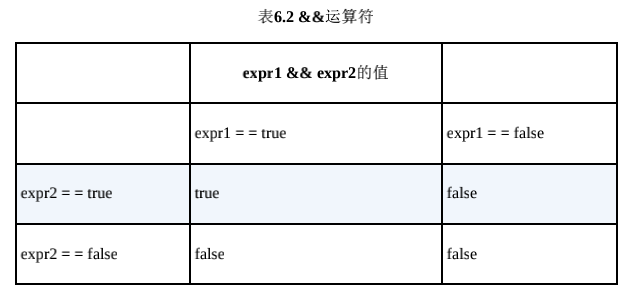 表6.2 &&运算符
expr1 && expr2的值
expr1 = = true expr1 = = false
expr2 = = true true false
expr2 = = false false false